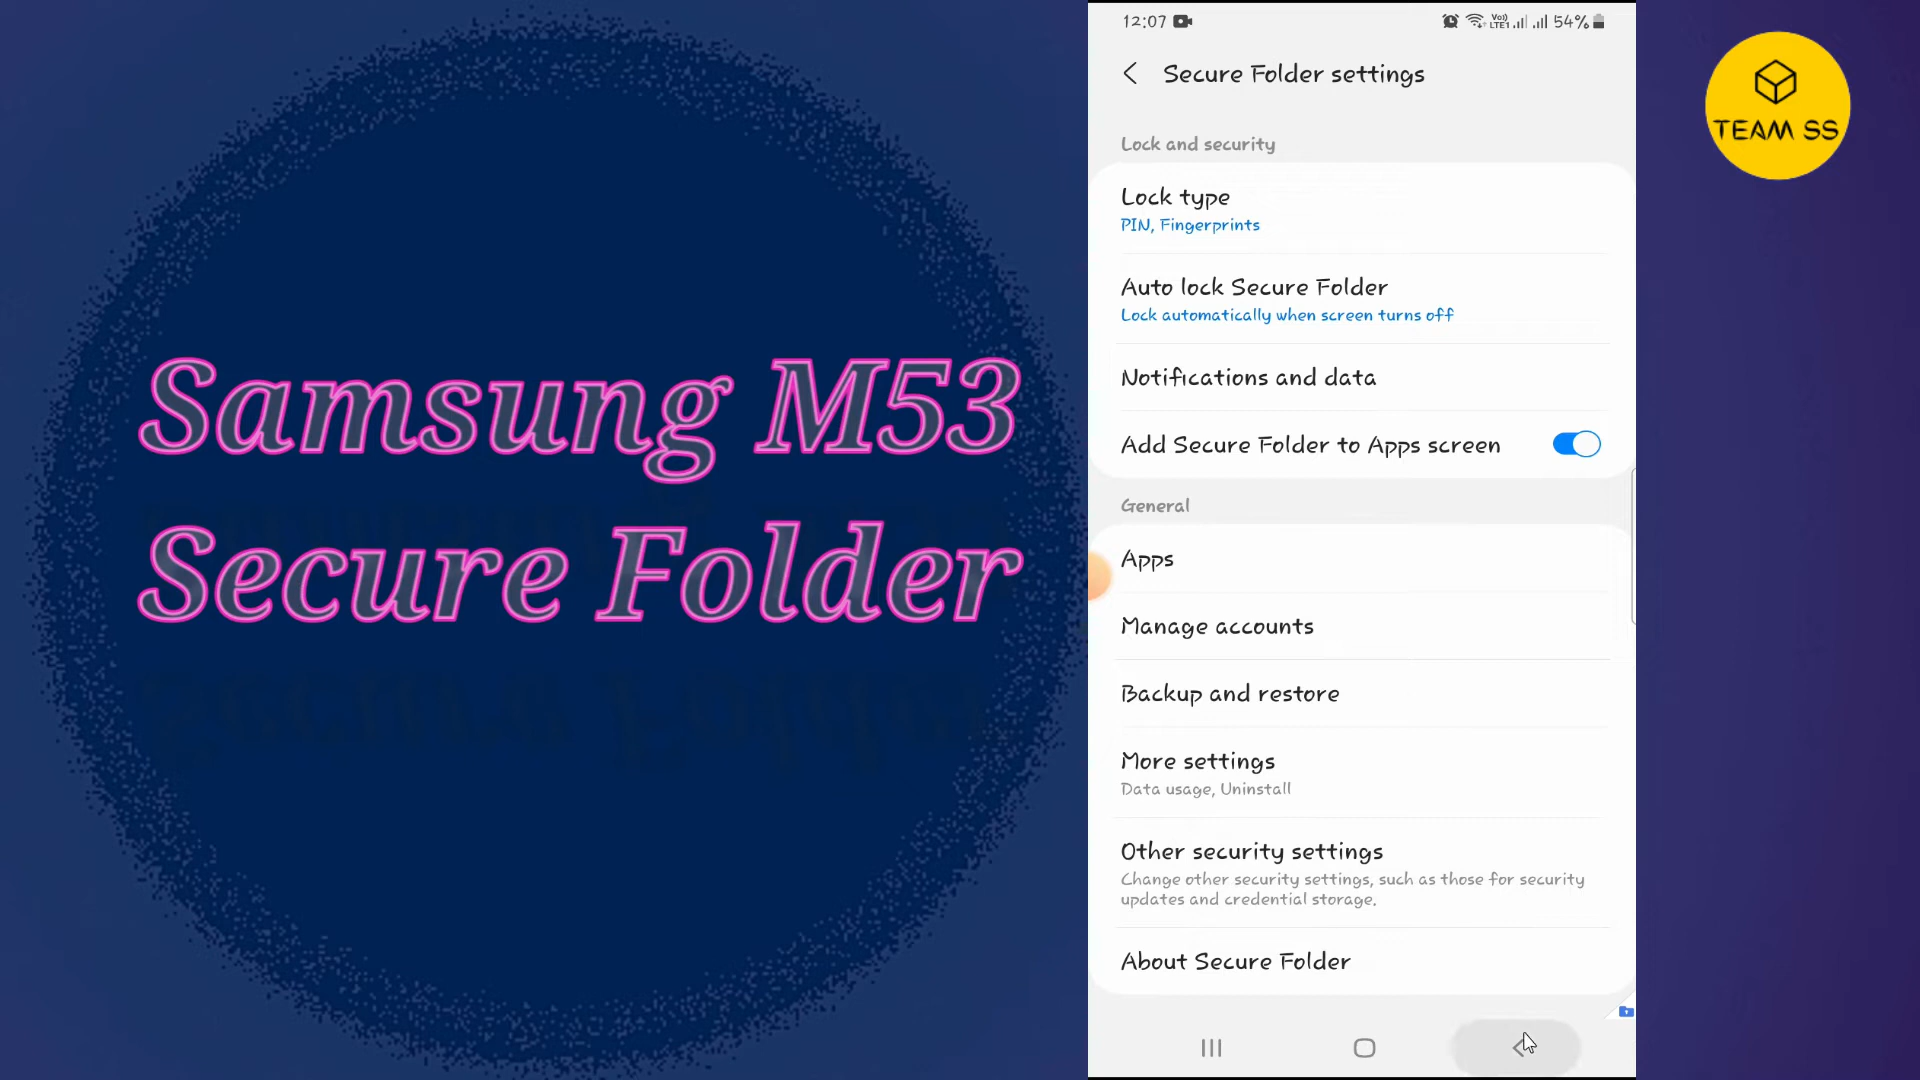 Samsung M53
Secure Folder
12:07
Vo)) LTE1 54%
Secure Folder settings
Lock and security
Lock type
PIN, Fingerprints
Auto lock Secure Folder
Lock automatically when screen turns off
Notifications and data
Add Secure Folder to Apps screen
General
Apps
Manage accounts
Backup and restore
More settings
Data usage, Uninstall
Other security settings
Change other security settings, such as those for security
updates and credential storage.
About Secure Folder
TEAM SS